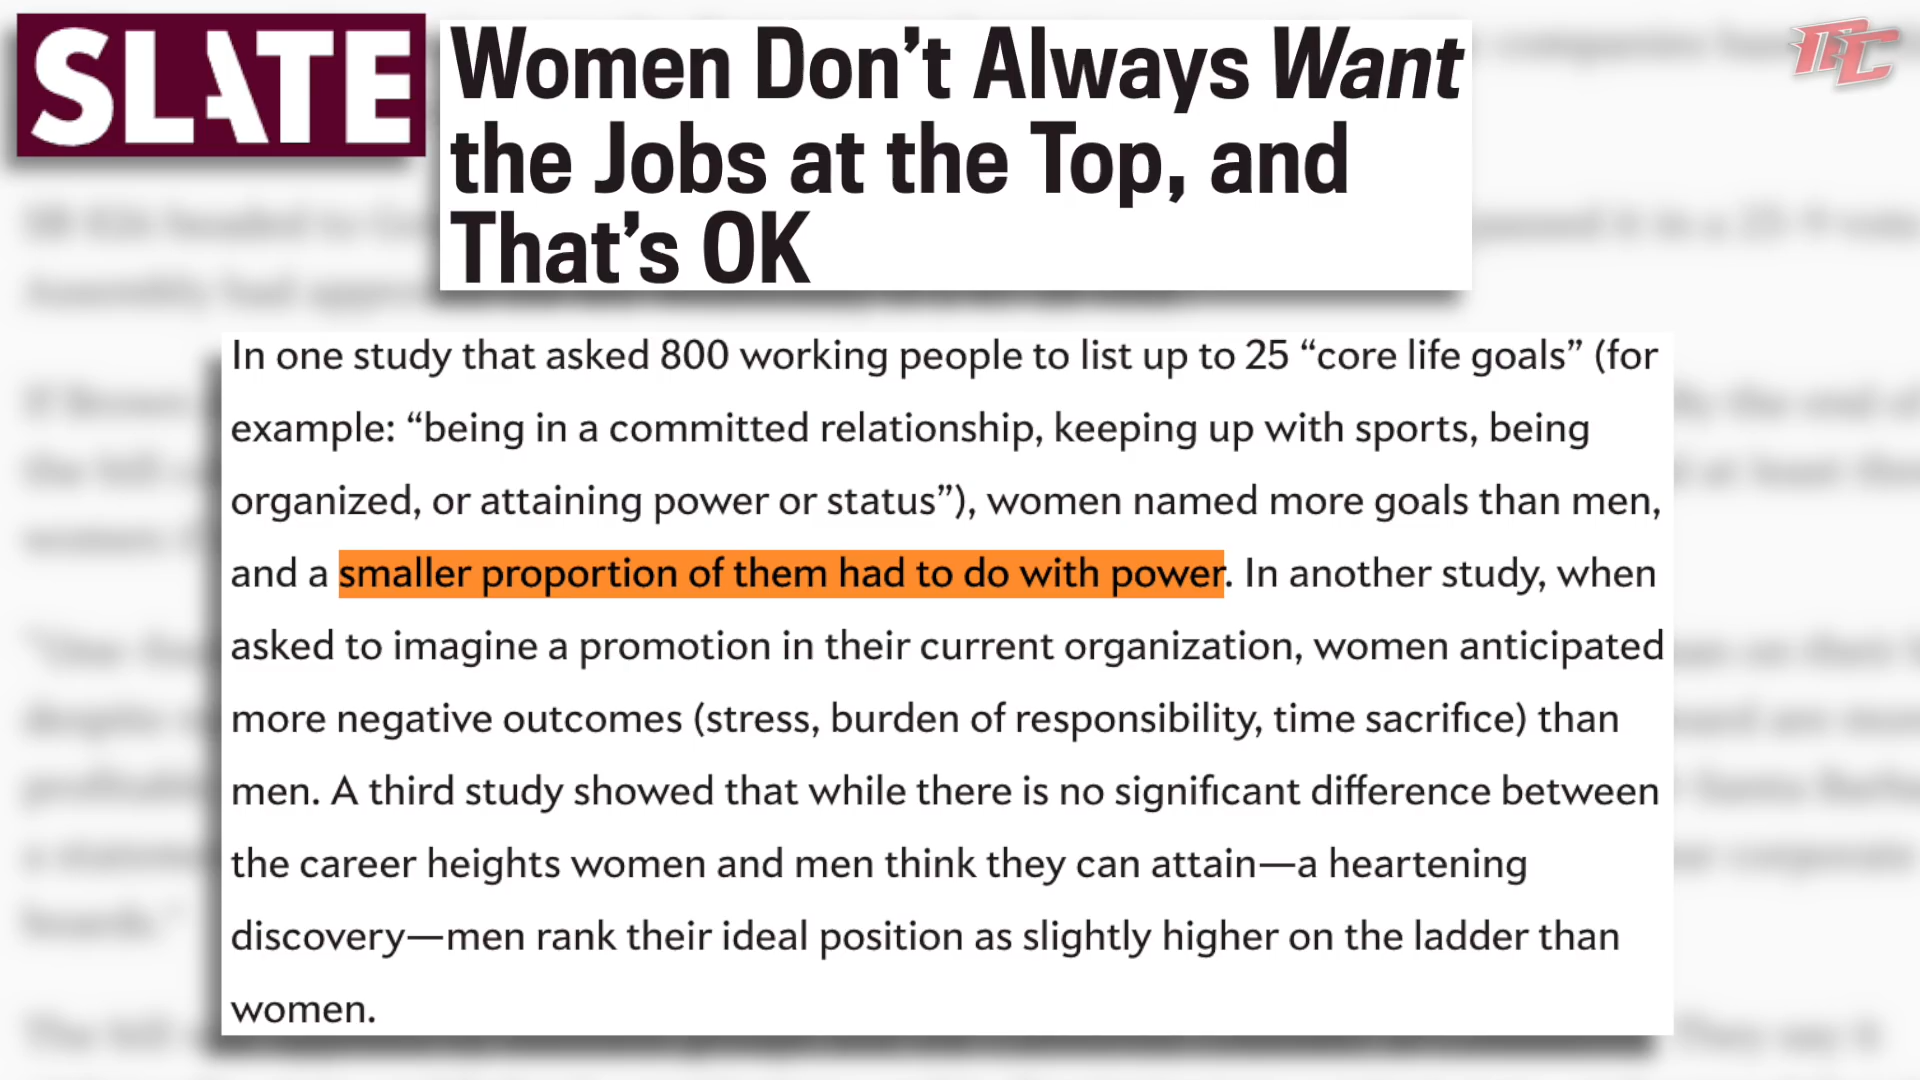 SLATE
Women Don't Always Want
the Jobs at the Top, and
That's OK
In one study that asked 800 working people to list up to 25 “core life goals” (for
example: “being in a committed relationship, keeping up with sports, being
organized, or attaining power or status”), women named more goals than men,
and a smaller proportion of them had to do with power. In another study, when
asked to imagine a promotion in their current organization, women anticipated
more negative outcomes (stress, burden of responsibility, time sacrifice) than
men. A third study showed that while there is no significant difference between
the career heights women and men think they can attain—a heartening
discovery—men rank their ideal position as slightly higher on the ladder than
women.